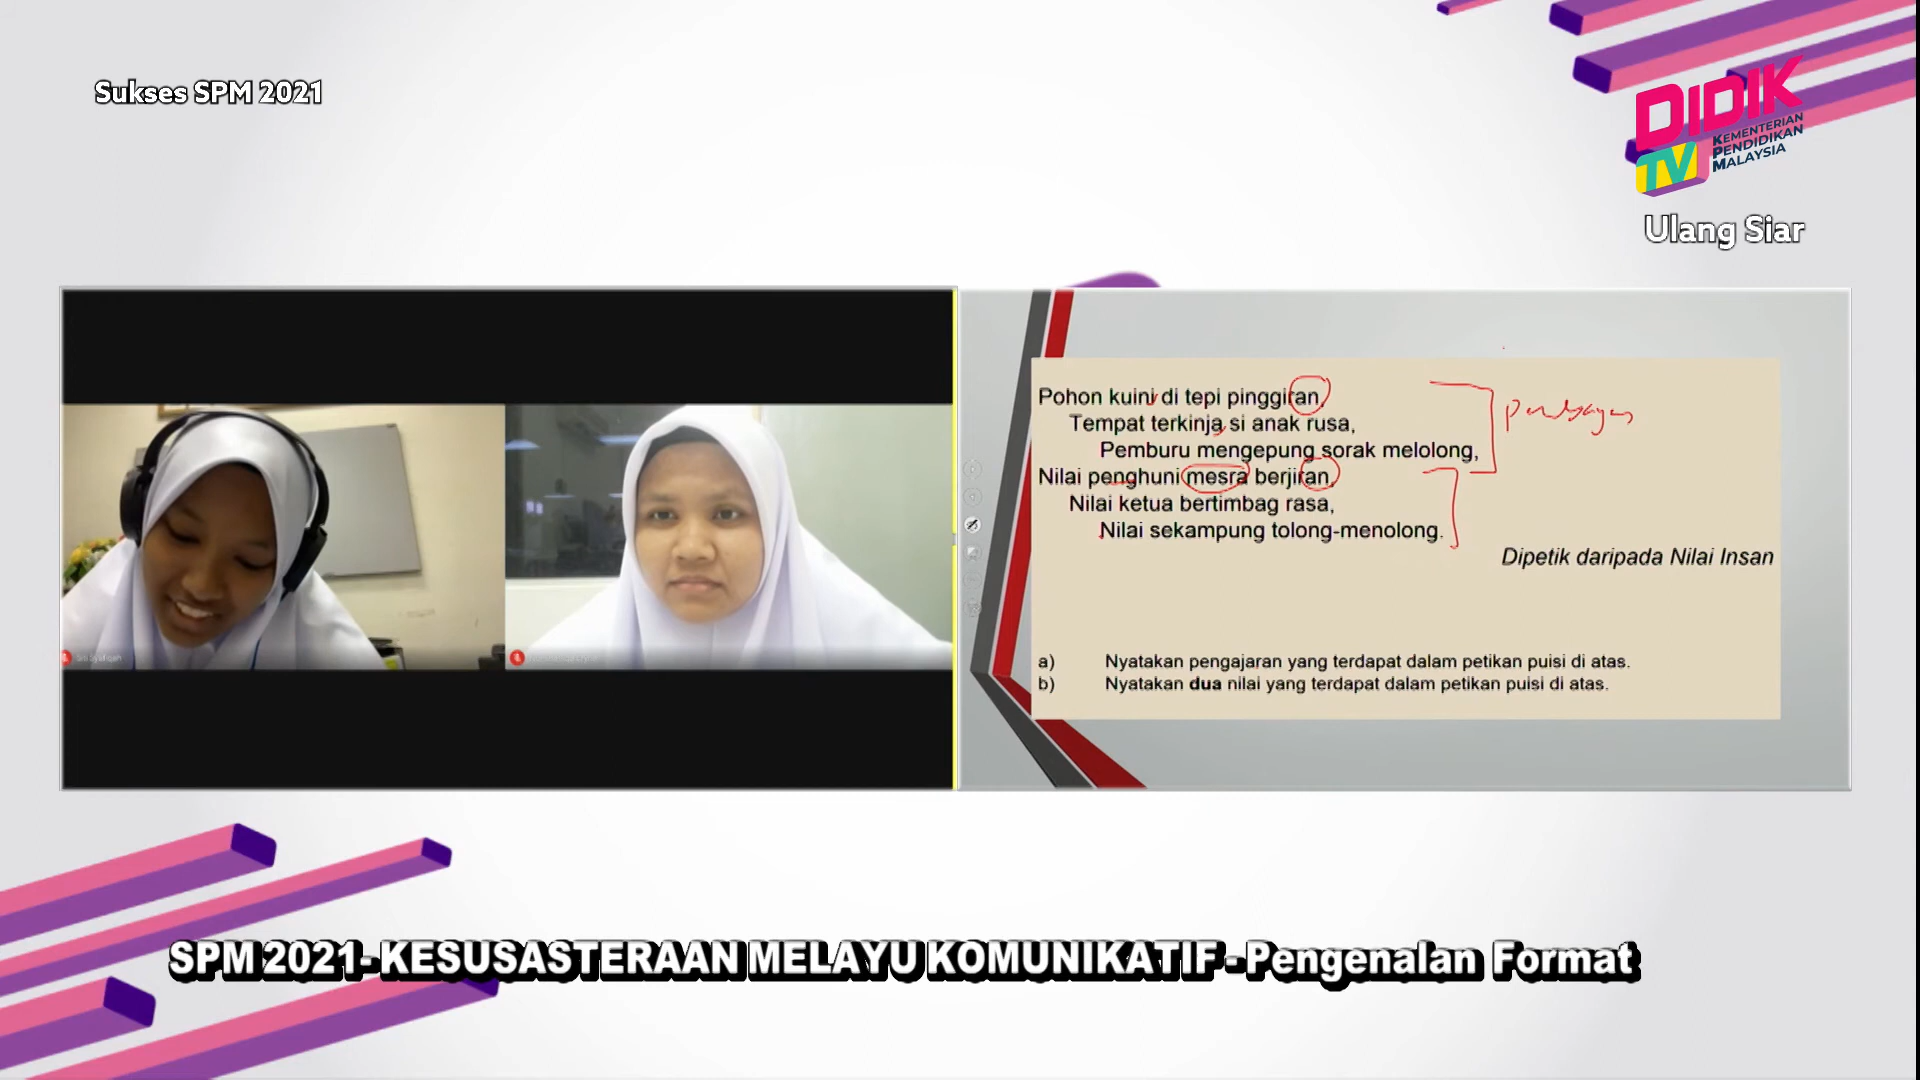 Sukses SPM 2021
DIDIK
TV
KEMENTERIAN
PENDIDIKAN
MALAYSIA
Ulang Siar
Pohon kuini di tepi pinggiran,
Tempat terkinja si anak rusa,
Pemburu mengepung sorak melolong,
Nilai penghuni mesra berjiran,
Nilai ketua bertimbag rasa,
Nilai sekampung tolong-menolong.
Dipetik daripada Nilai Insan
a) Nyatakan pengajaran yang terdapat dalam petikan puisi di atas.
b) Nyatakan dua nilai yang terdapat dalam petikan puisi di atas.
SPM 2021- KESUSASTERAAN MELAYU KOMUNIKATIF -Pengenalan Format